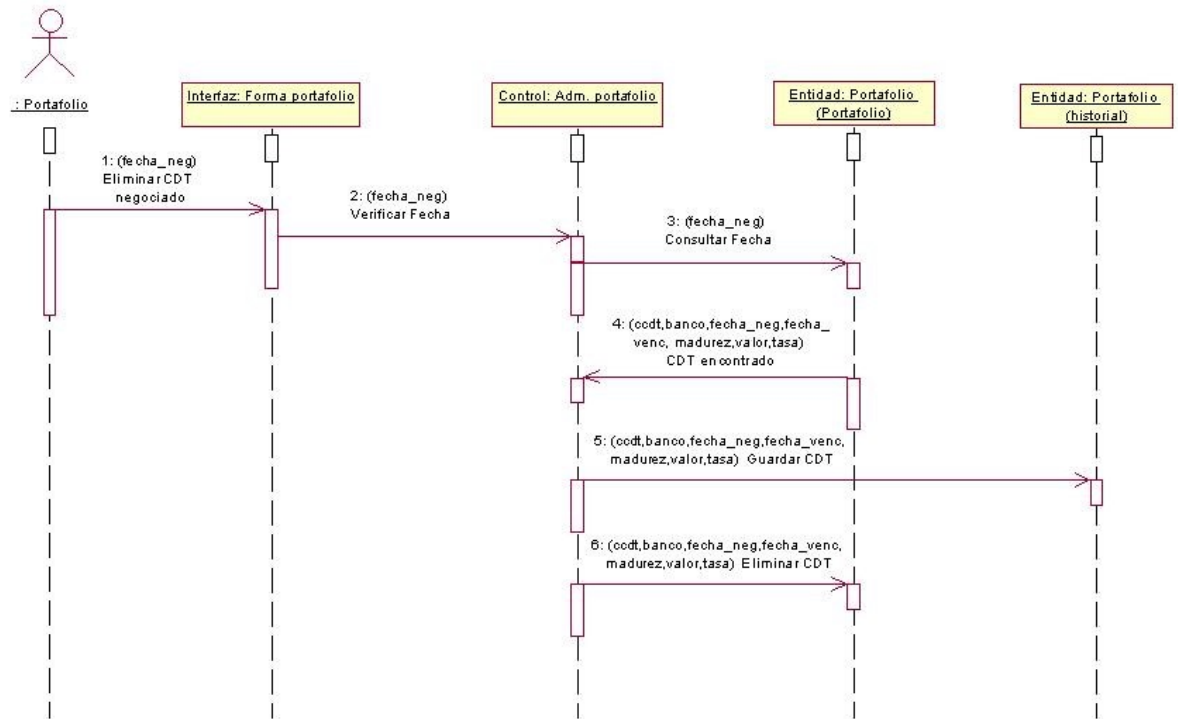 : Portafolio
Interfaz: Forma portafolio
Control: Adm. portafolio
Entidad: Portafolio
(Portafolio)
Entidad: Portafolio
(historial)
1: (fecha_neg)
Eliminar CDT
negociado
2: (fecha_neg)
Verificar Fecha
3: (fecha_neg)
Consultar Fecha
4: (ccdt,banco,fecha_neg,fecha_
venc, madurez,valor,tasa)
CDT encontrado
5: (ccdt,banco,fecha_neg,fecha_venc,
madurez,valor,tasa) Guardar CDT
6: (ccdt,banco,fecha_neg,fecha_venc,
madurez,valor,tasa) Eliminar CDT